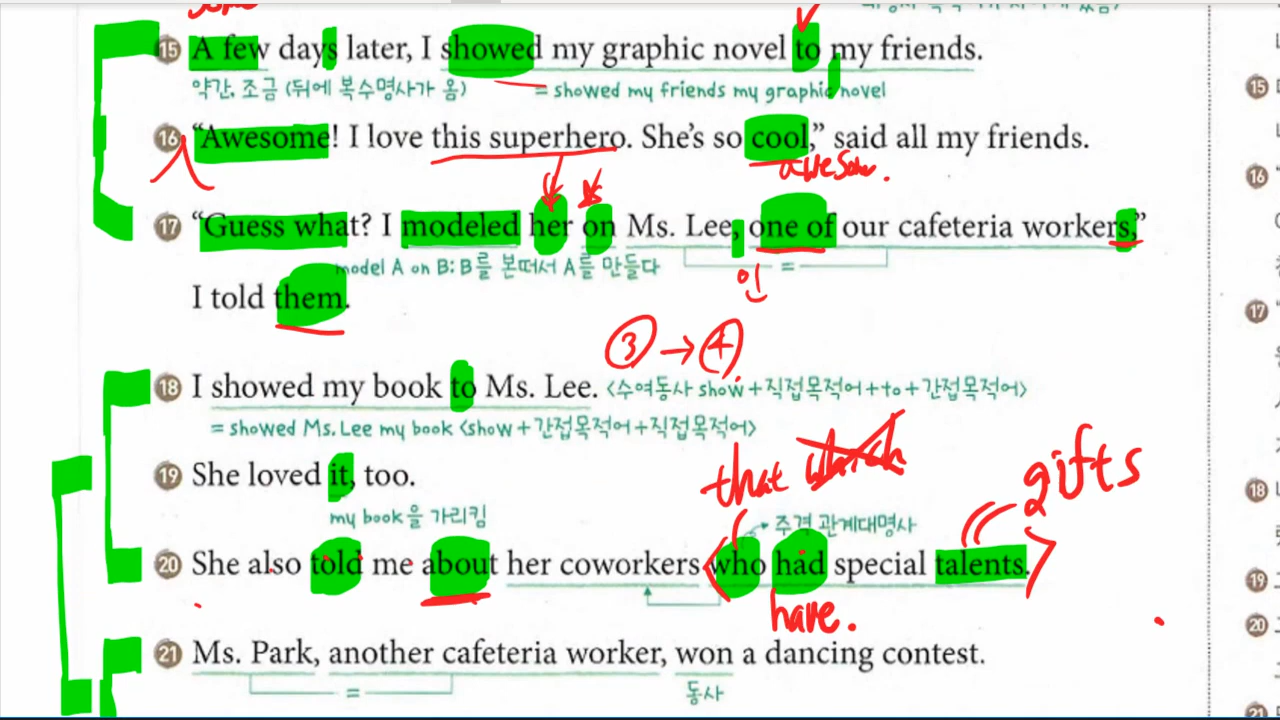 ⑮ A few days later, I showed my graphic novel to my friends.
약간, 조금 (뒤에 복수명사가 옴) = showed my friends my graphic novel
⑯ “Awesome! I love this superhero. She’s so cool,” said all my friends.
awesome.
⑰ “Guess what? I modeled her on Ms. Lee, one of our cafeteria workers,”
model A on B: B를 본떠서 A를 만들다 =
인
I told them.
③ → ④
⑱ I showed my book to Ms. Lee. <수여동사 show+직접목적어+to+간접목적어>
= showed Ms. Lee my book <show+간접목적어+직접목적어>
⑲ She loved it, too.
that which gifts
my book을 가리킴 주격 관계대명사
⑳ She also told me about her coworkers <who had special talents.>
have.
㉑ Ms. Park, another cafeteria worker, won a dancing contest.
= 동사
⑮
⑯
⑰
⑱
⑲
⑳